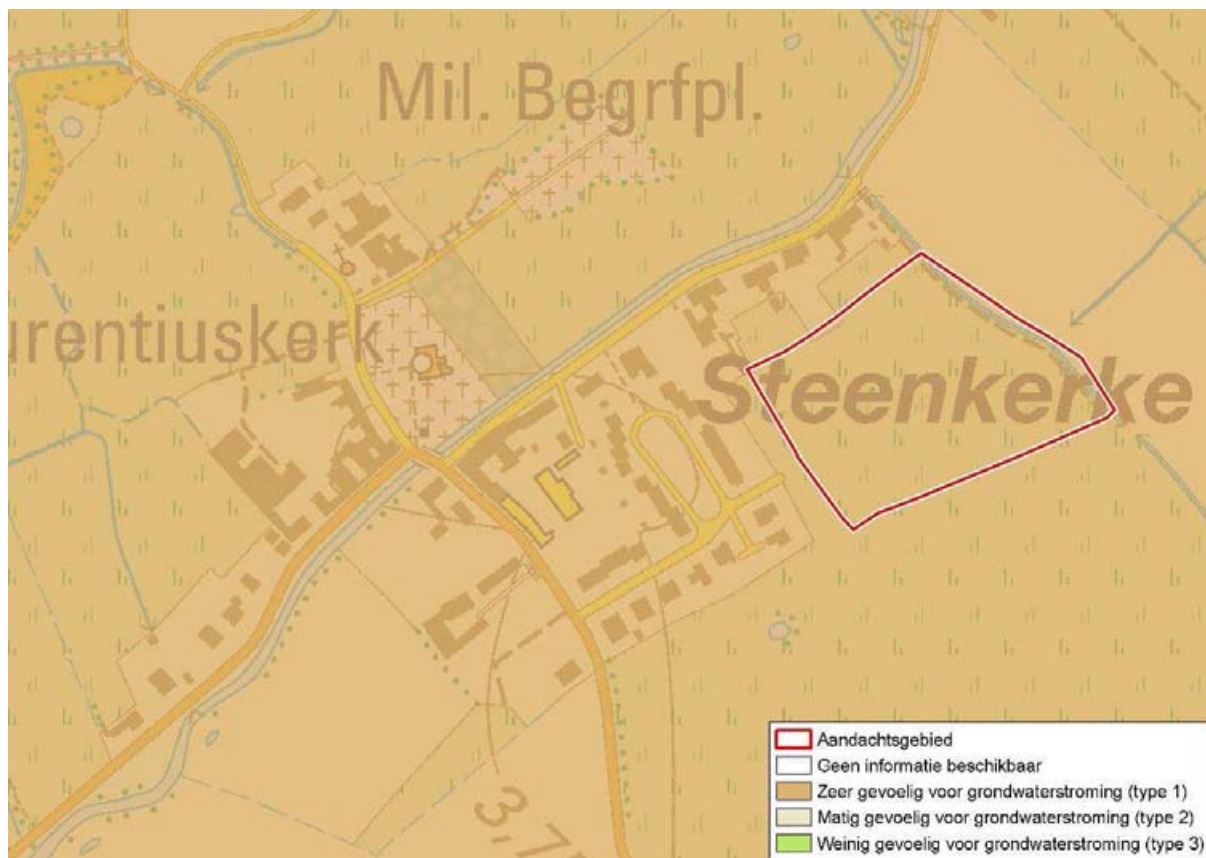 Mil. Begrfpl.
urentiuskerk
Steenkerke
3,7
Aandachtsgebied
Geen informatie beschikbaar
Zeer gevoelig voor grondwaterstroming (type 1)
Matig gevoelig voor grondwaterstroming (type 2)
Weinig gevoelig voor grondwaterstroming (type 3)